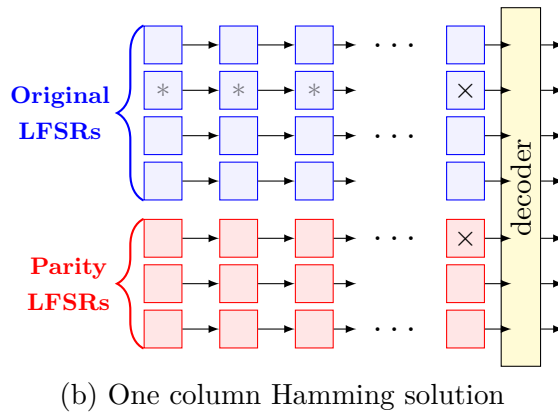 Original
LFSRs
* * * ×
decoder
×
Parity
LFSRs
(b) One column Hamming solution